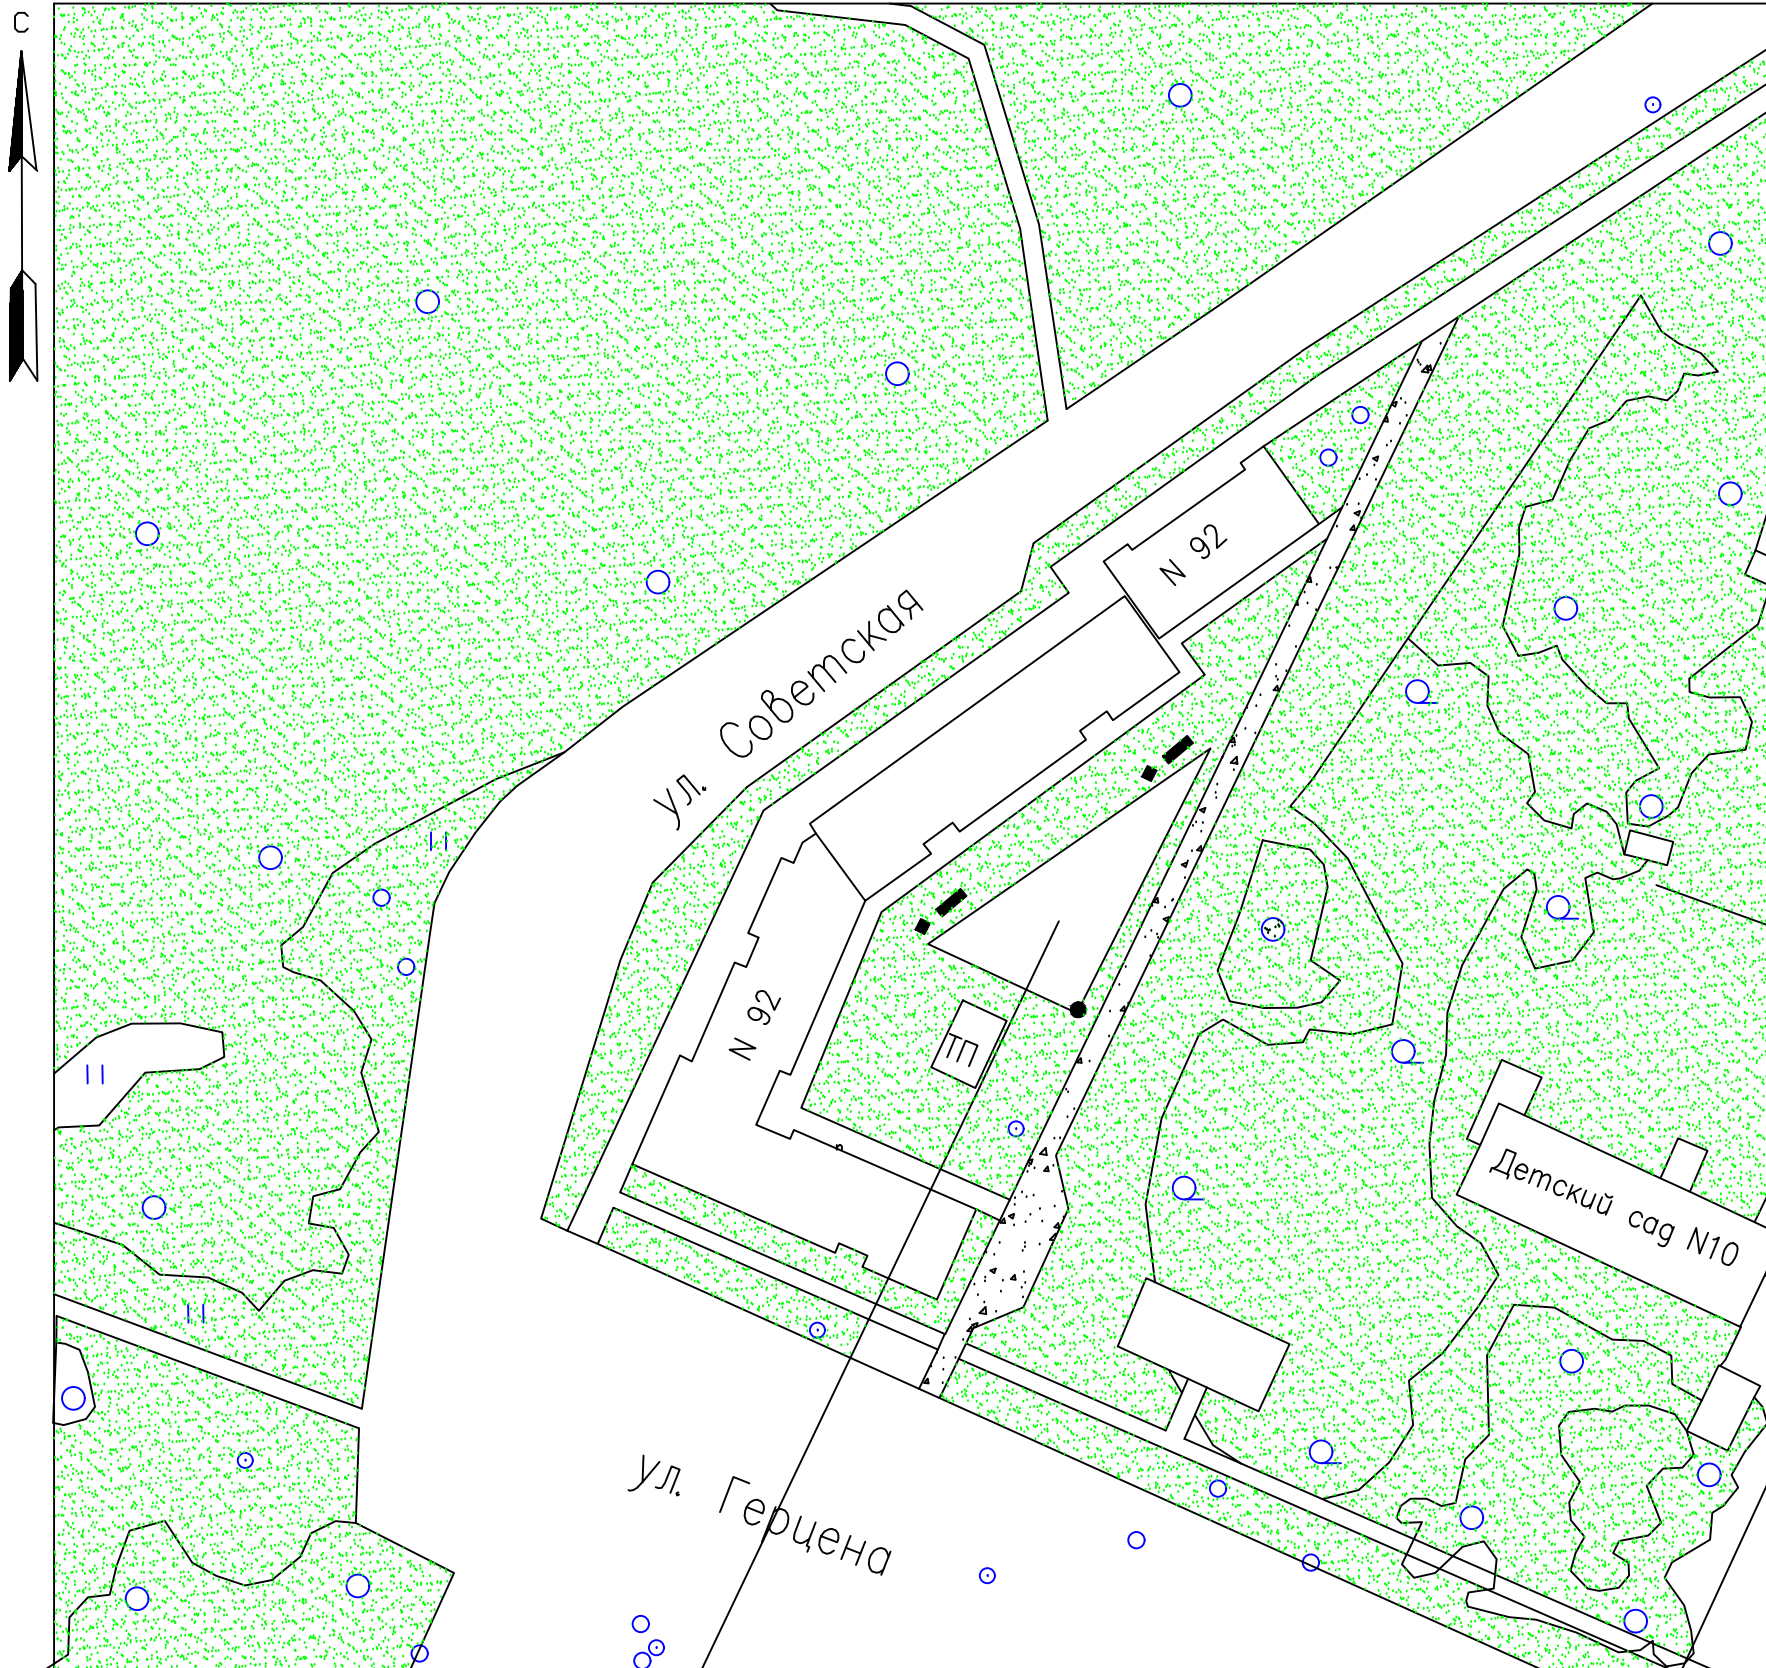 С
N 92
ул. Советская
N 92
ТП
п
Детский сад N10
ул. Герцена